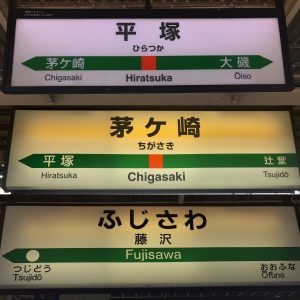 平塚
ひらつか
茅ケ崎 大磯
Chigasaki Hiratsuka Ōiso
茅ケ崎
ちがさき
平塚 辻堂
Hiratsuka Chigasaki Tsujidō
ふじさわ
藤沢
Fujisawa
つじどう おおふな
Tsujidō Ōfuna